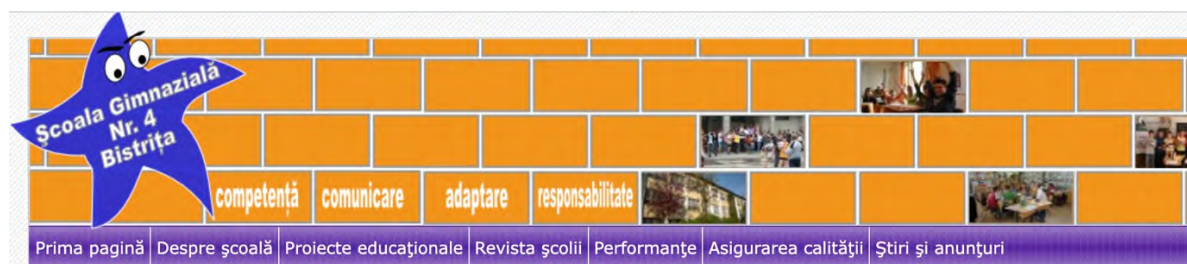 Şcoala Gimnazială
Nr. 4
Bistriţa
competenţă comunicare adaptare responsabilitate
Prima pagină Despre şcoală Proiecte educaţionale Revista şcolii Performanţe Asigurarea calităţii Ştiri şi anunţuri